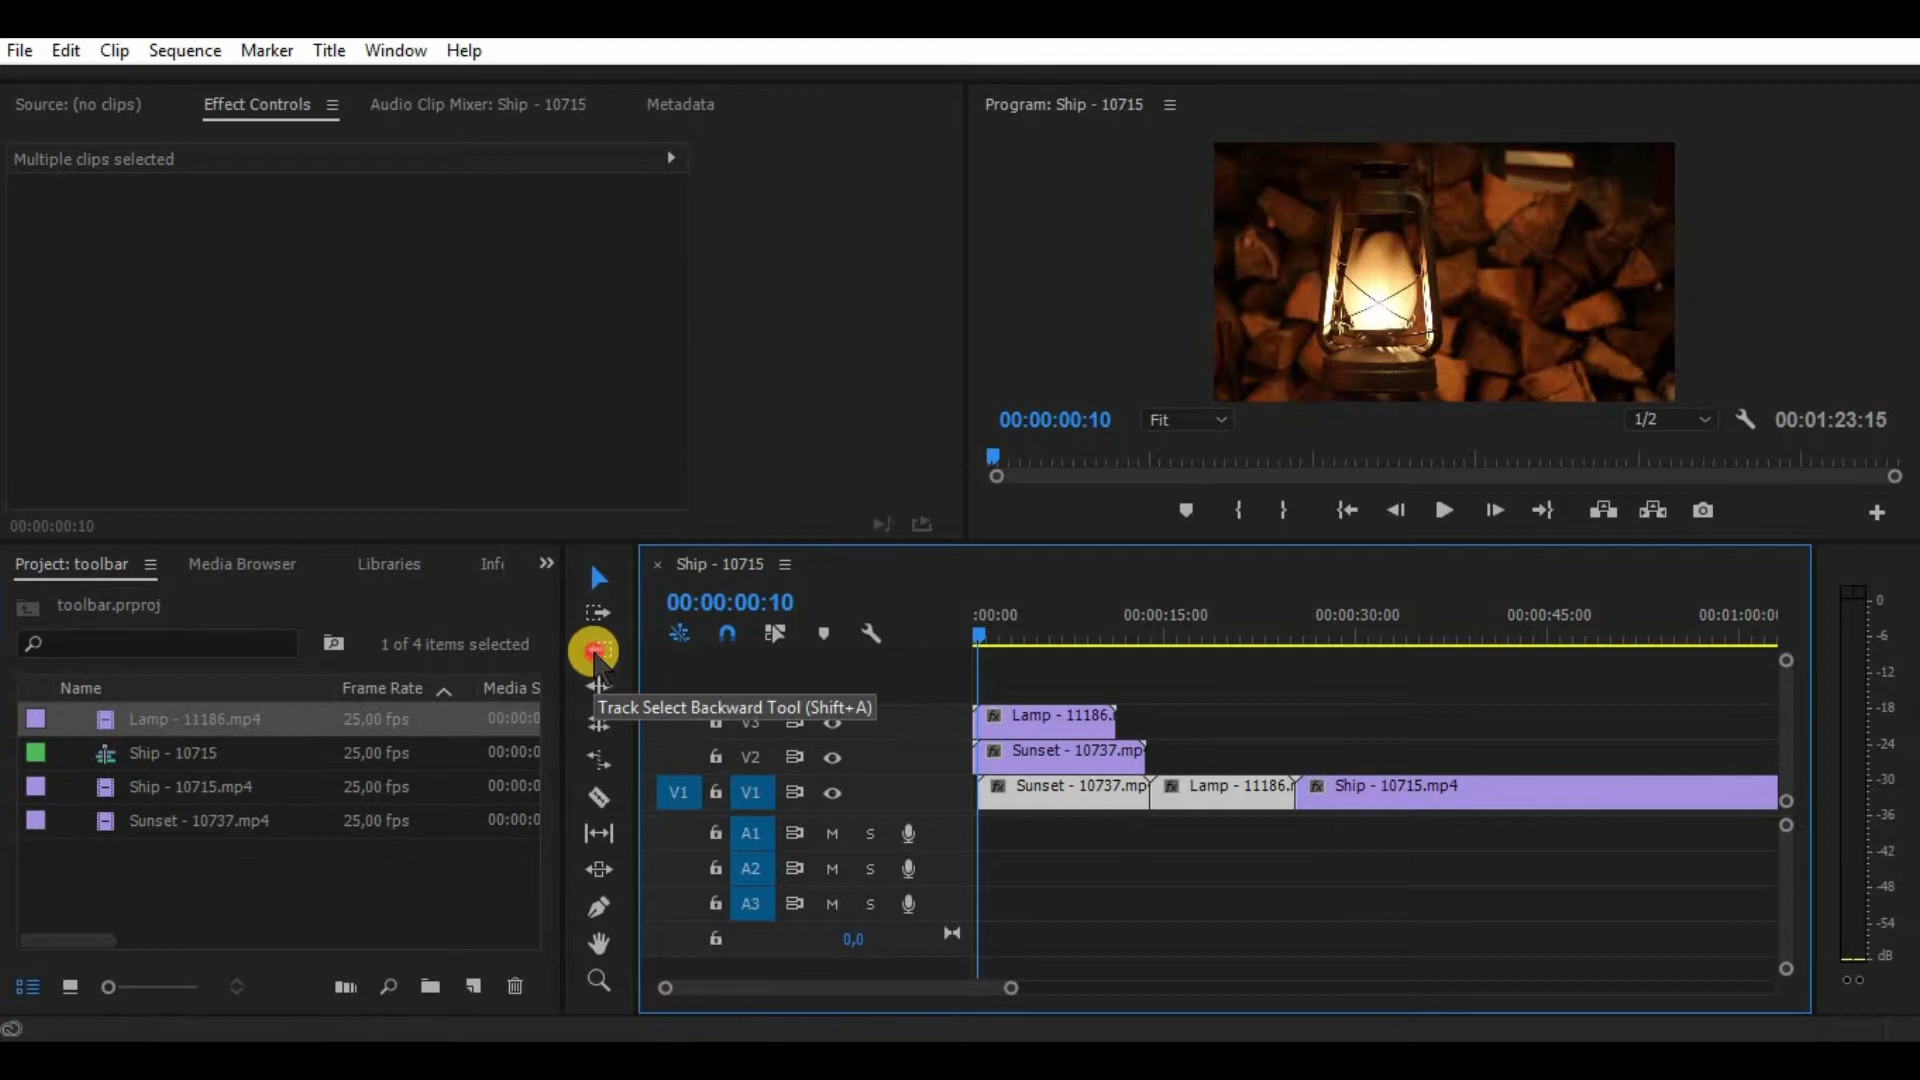 File Edit Clip Sequence Marker Title Window Help
Source: (no clips) Effect Controls Audio Clip Mixer: Ship - 10715 Metadata
Program: Ship - 10715
Multiple clips selected
00:00:00:10 Fit 1/2 00:01:23:15
00:00:00:10
Project: toolbar Media Browser Libraries Info
toolbar.prproj
1 of 4 items selected
Name Frame Rate Media S
Lamp - 11186.mp4 25,00 fps 00:00:0
Ship - 10715 25,00 fps 00:00:0
Ship - 10715.mp4 25,00 fps 00:00:0
Sunset - 10737.mp4 25,00 fps 00:00:0
Track Select Backward Tool (Shift+A)
Ship - 10715
00:00:00:10
:00:00 00:00:15:00 00:00:30:00 00:00:45:00 00:01:00:0
V3 Lamp - 11186.
V2 Sunset - 10737.mp
V1 V1 Sunset - 10737.mp Lamp - 11186. Ship - 10715.mp4
A1 M S
A2 M S
A3 M S
0,0
0
-6
-12
-18
-24
-30
-36
-42
-48
-54
dB